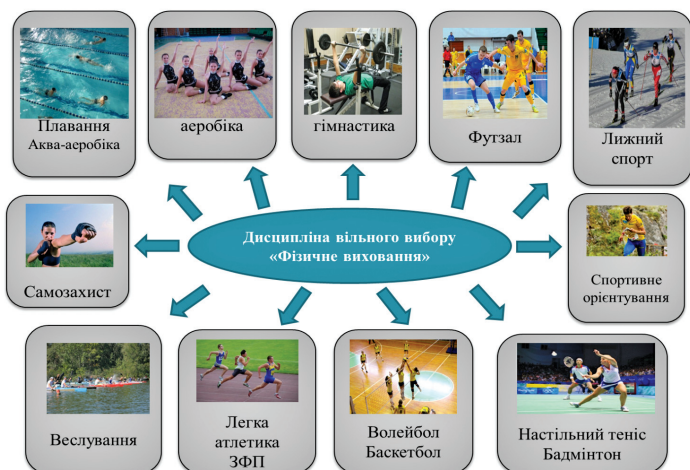 Плавання
Аква-аеробіка
аеробіка
гімнастика
Футзал
Лижний
спорт
Самозахист
Дисципліна вільного вибору
«Фізичне виховання»
Спортивне
орієнтування
Веслування
Легка
атлетика
ЗФП
Волейбол
Баскетбол
Настільний теніс
Бадмінтон